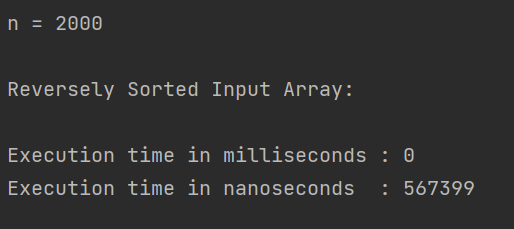 n = 2000
Reversely Sorted Input Array:
Execution time in milliseconds : 0
Execution time in nanoseconds  : 567399